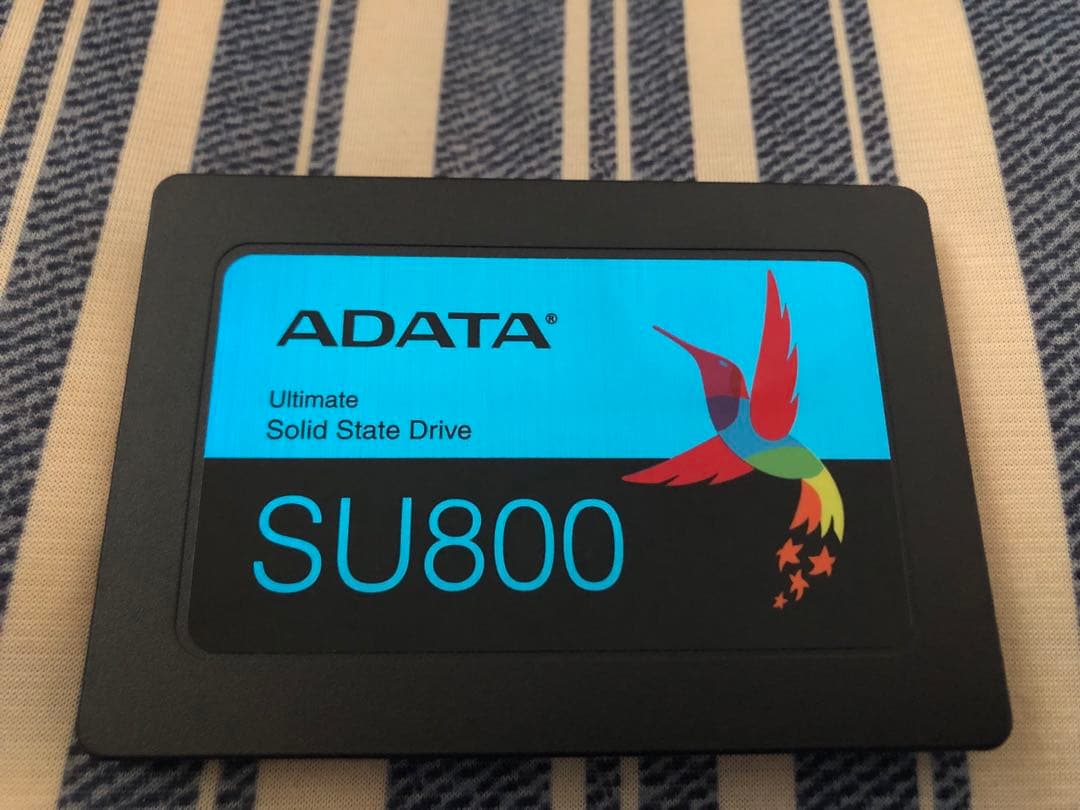 ADATA®
Ultimate
Solid State Drive
SU800